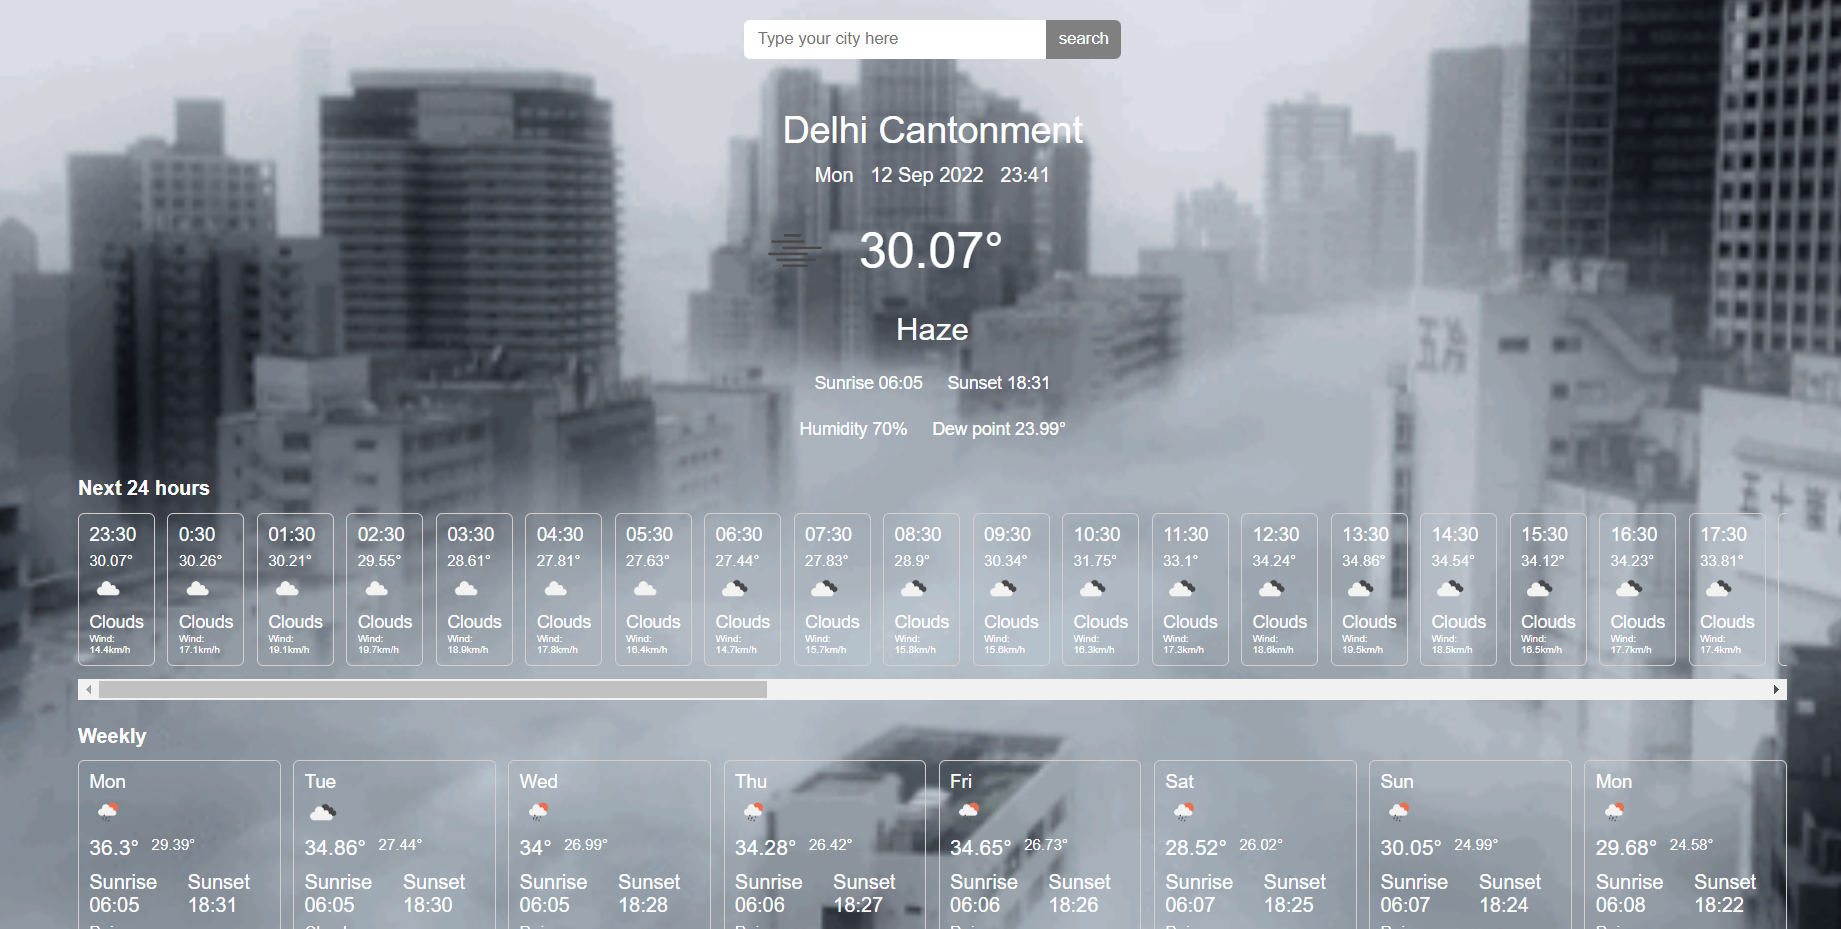 Type your city here search
Delhi Cantonment
Mon 12 Sep 2022 23:41
30.07°
Haze
Sunrise 06:05 Sunset 18:31
Humidity 70% Dew point 23.99°
Next 24 hours
23:30 0:30 01:30 02:30 03:30 04:30 05:30 06:30 07:30 08:30 09:30 10:30 11:30 12:30 13:30 14:30 15:30 16:30 17:30
30.07° 30.26° 30.21° 29.55° 28.61° 27.81° 27.63° 27.44° 27.83° 28.9° 30.34° 31.75° 33.1° 34.24° 34.86° 34.54° 34.12° 34.23° 33.81°
Clouds Clouds Clouds Clouds Clouds Clouds Clouds Clouds Clouds Clouds Clouds Clouds Clouds Clouds Clouds Clouds Clouds Clouds Clouds
Wind: Wind: Wind: Wind: Wind: Wind: Wind: Wind: Wind: Wind: Wind: Wind: Wind: Wind: Wind: Wind: Wind: Wind: Wind:
14.4km/h 17.1km/h 19.1km/h 19.7km/h 18.9km/h 17.8km/h 16.4km/h 14.7km/h 15.7km/h 15.8km/h 15.6km/h 16.3km/h 17.3km/h 18.6km/h 19.5km/h 18.5km/h 16.5km/h 17.7km/h 17.4km/h
Weekly
Mon Tue Wed Thu Fri Sat Sun Mon
36.3° 29.39° 34.86° 27.44° 34° 26.99° 34.28° 26.42° 34.65° 26.73° 28.52° 26.02° 30.05° 24.99° 29.68° 24.58°
Sunrise Sunset Sunrise Sunset Sunrise Sunset Sunrise Sunset Sunrise Sunset Sunrise Sunset Sunrise Sunset Sunrise Sunset
06:05 18:31 06:05 18:30 06:05 18:28 06:06 18:27 06:06 18:26 06:07 18:25 06:07 18:24 06:08 18:22